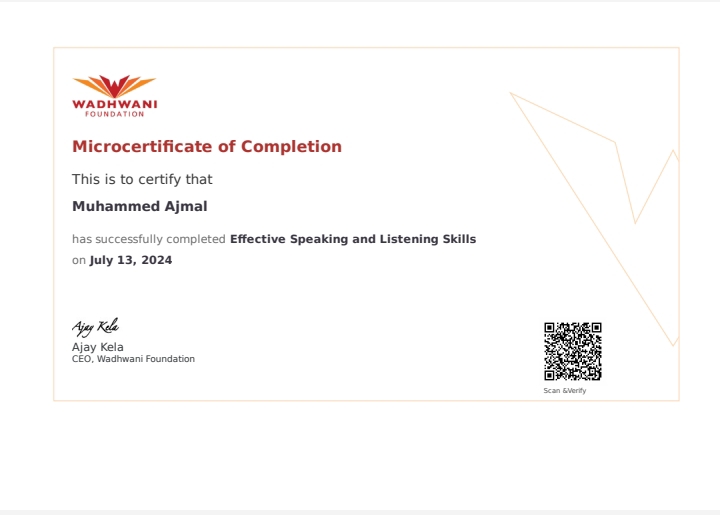 WADHWANI
FOUNDATION
Microcertificate of Completion
This is to certify that
Muhammed Ajmal
has successfully completed Effective Speaking and Listening Skills
on July 13, 2024
Ajay Kela
Ajay Kela
CEO, Wadhwani Foundation
Scan &Verify